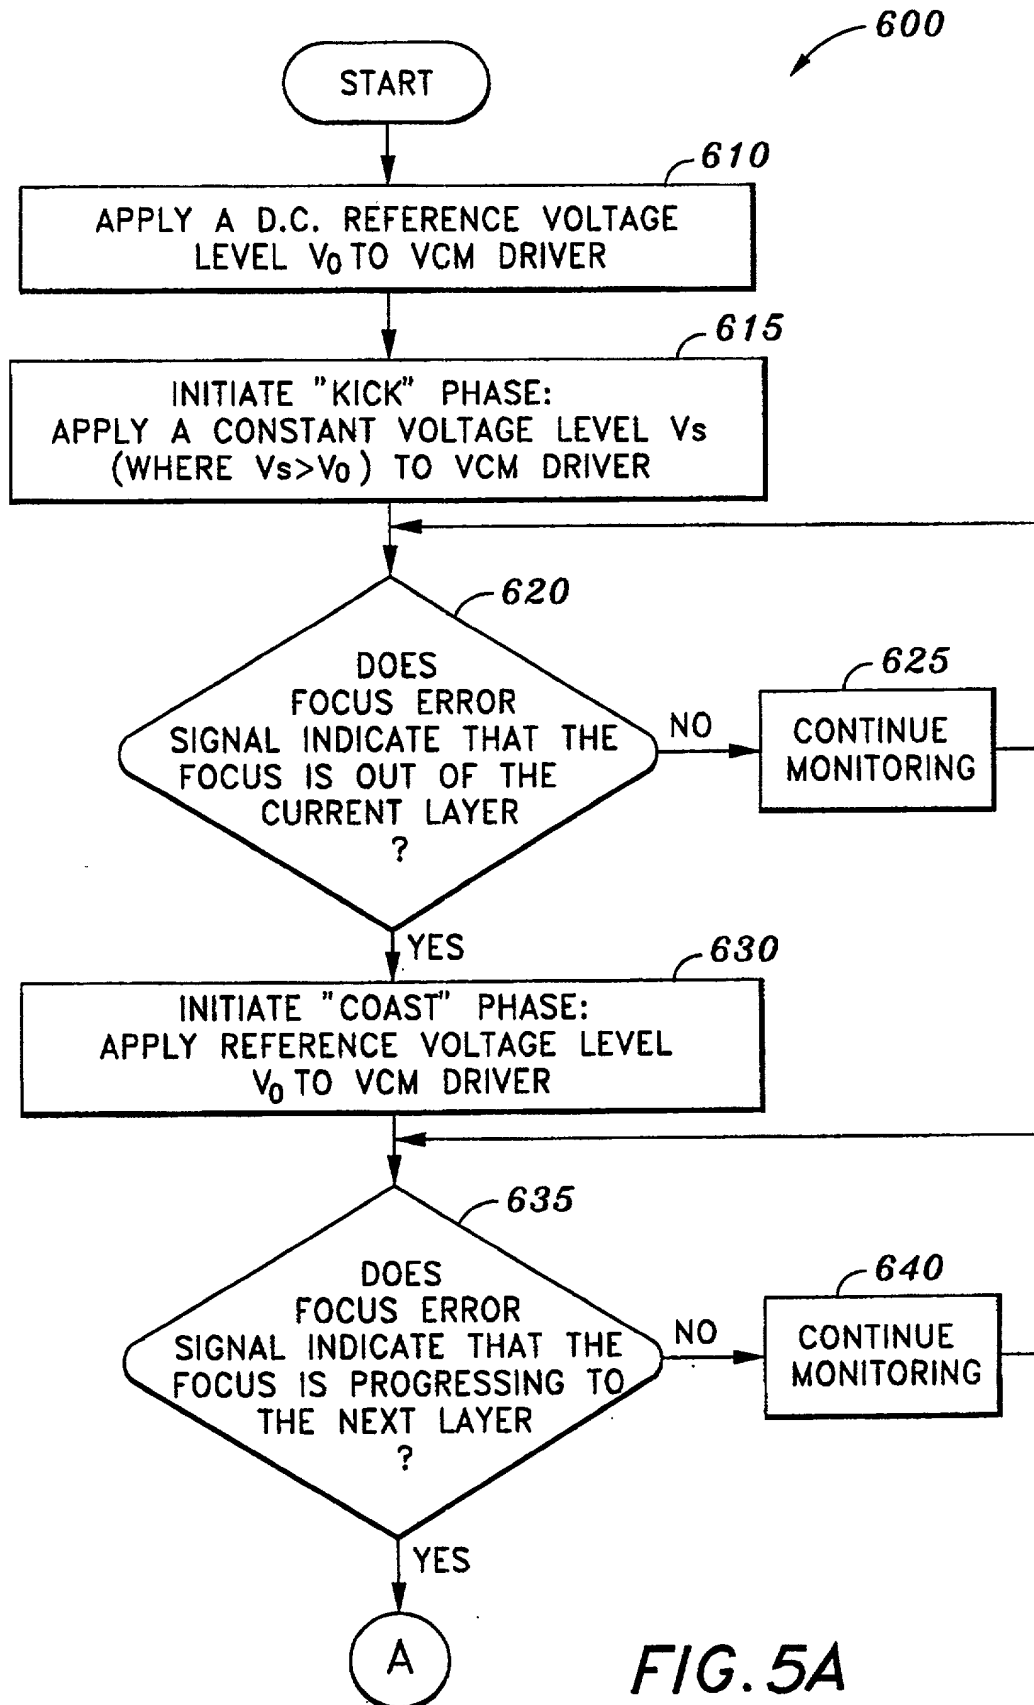 600
START
610
APPLY A D.C. REFERENCE VOLTAGE
LEVEL V₀ TO VCM DRIVER
615
INITIATE "KICK" PHASE:
APPLY A CONSTANT VOLTAGE LEVEL Vs
(WHERE Vs>V₀) TO VCM DRIVER
620
DOES
FOCUS ERROR
SIGNAL INDICATE THAT THE
FOCUS IS OUT OF THE
CURRENT LAYER
?
NO
625
CONTINUE
MONITORING
YES
630
INITIATE "COAST" PHASE:
APPLY REFERENCE VOLTAGE LEVEL
V₀ TO VCM DRIVER
635
DOES
FOCUS ERROR
SIGNAL INDICATE THAT THE
FOCUS IS PROGRESSING TO
THE NEXT LAYER
?
NO
640
CONTINUE
MONITORING
YES
A
FIG. 5A